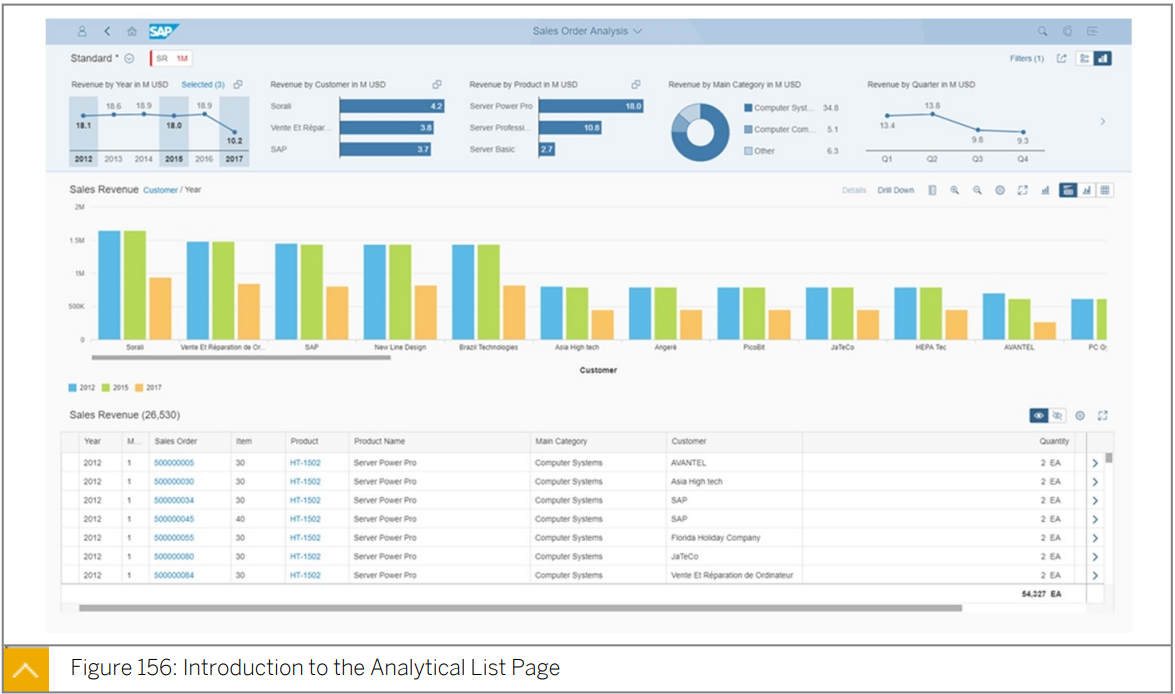 SAP Sales Order Analysis
Standard * SR 1M Filters (1)
Revenue by Year in M USD Selected (3)
18.1 18.6 18.9 18.0 18.9 10.2
2012 2013 2014 2015 2016 2017
Revenue by Customer in M USD
Sorali 4.2
Vente Et Répar... 3.8
SAP 3.7
Revenue by Product in M USD
Server Power Pro 18.0
Server Professi... 10.8
Server Basic 2.7
Revenue by Main Category in M USD
Computer Syst... 34.8
Computer Com... 5.1
Other 6.3
Revenue by Quarter in M USD
13.4 13.8 9.8 9.3
Q1 Q2 Q3 Q4
Sales Revenue Customer / Year Details Drill Down
2M
1.5M
1M
500K
0
Sorali Vente Et Réparation de Or... SAP New Line Design Brazil Technologies Asia High tech Angeré PicoBit JaTeCo HEPA Tec AVANTEL PC O
Customer
2012 2015 2017
Sales Revenue (26,530)
Year M... Sales Order Item Product Product Name Main Category Customer Quantity
2012 1 500000005 30 HT-1502 Server Power Pro Computer Systems AVANTEL 2 EA
2012 1 500000030 30 HT-1502 Server Power Pro Computer Systems Asia High tech 2 EA
2012 1 500000034 30 HT-1502 Server Power Pro Computer Systems SAP 2 EA
2012 1 500000045 40 HT-1502 Server Power Pro Computer Systems SAP 2 EA
2012 1 500000055 30 HT-1502 Server Power Pro Computer Systems Florida Holiday Company 2 EA
2012 1 500000080 30 HT-1502 Server Power Pro Computer Systems JaTeCo 2 EA
2012 1 500000084 30 HT-1502 Server Power Pro Computer Systems Vente Et Réparation de Ordinateur 2 EA
54,327 EA
Figure 156: Introduction to the Analytical List Page